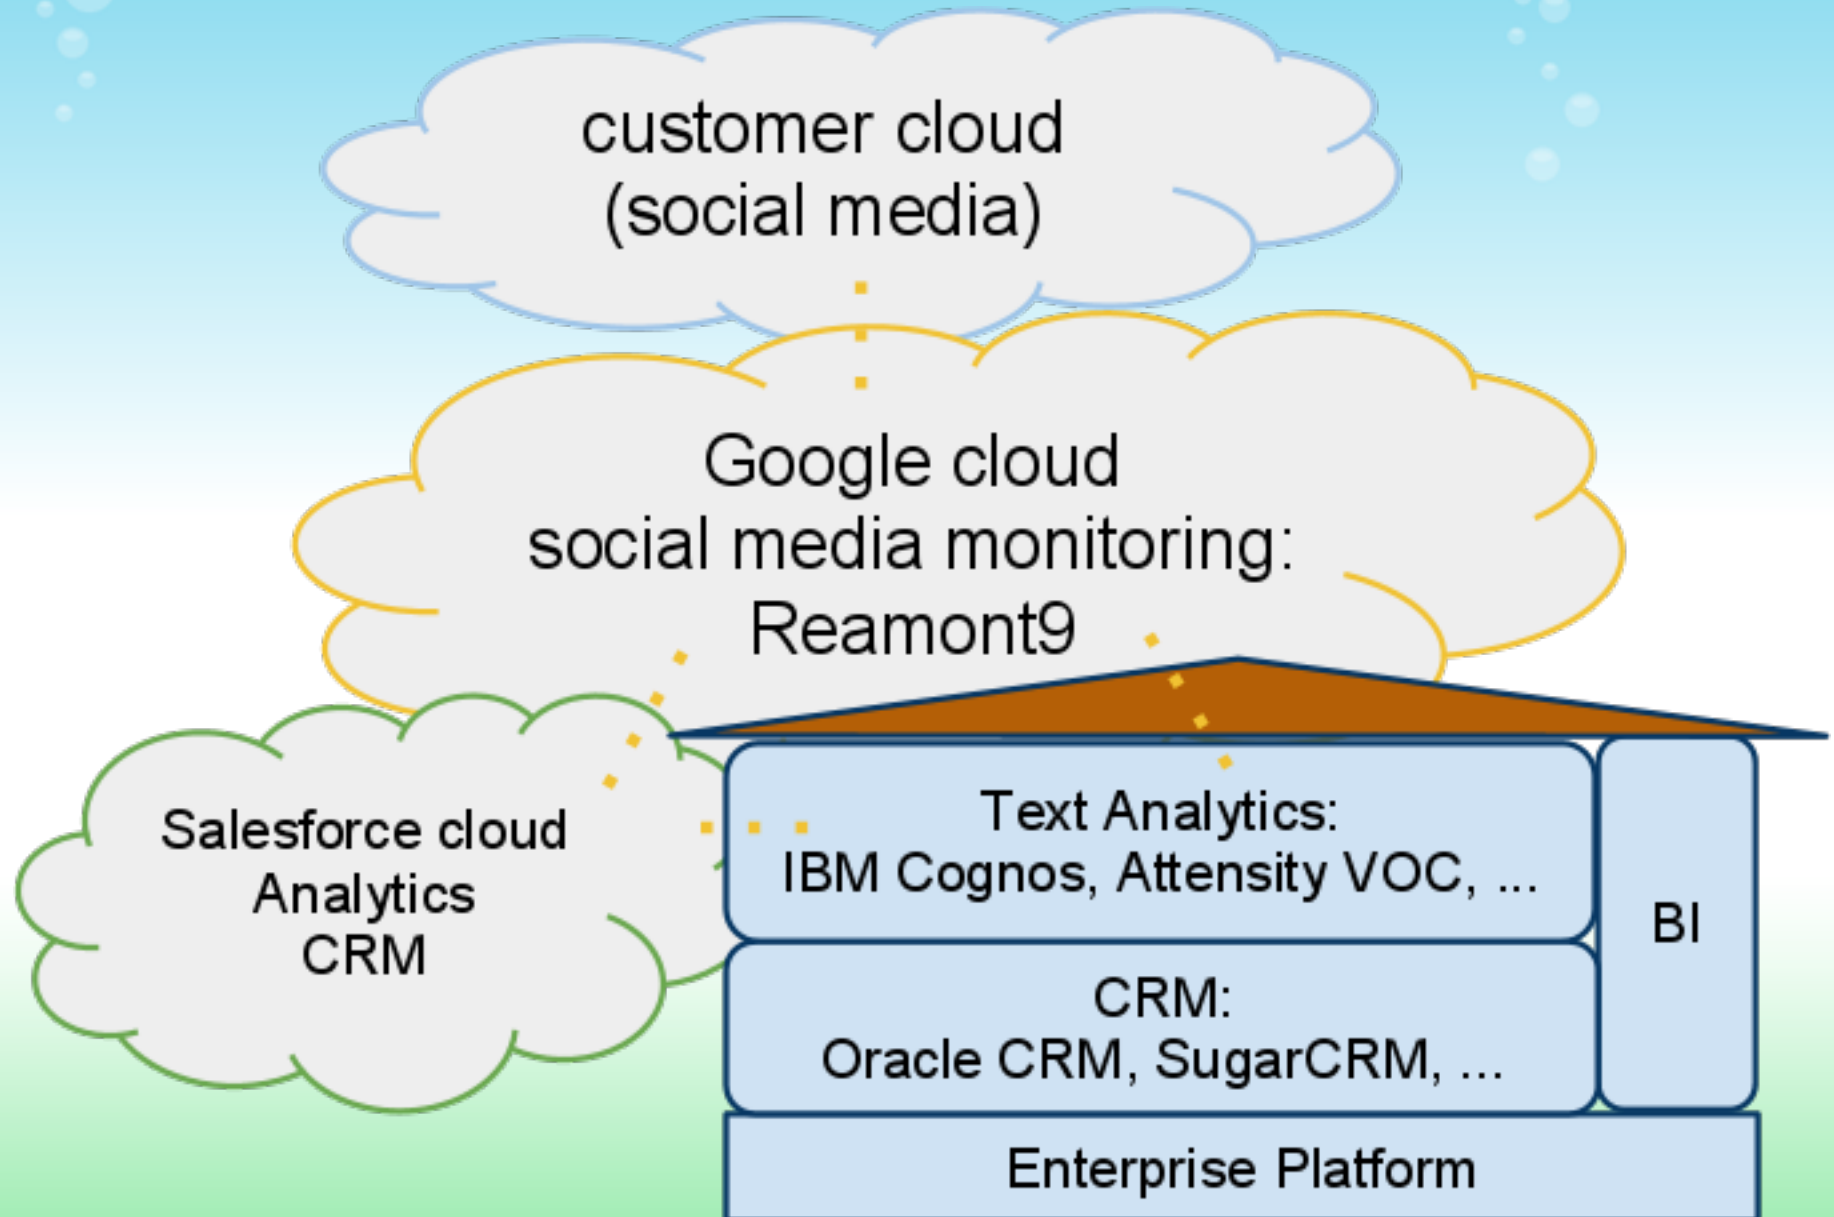 customer cloud
(social media)
Google cloud
social media monitoring:
Reamont9
Salesforce cloud
Analytics
CRM
Text Analytics:
IBM Cognos, Attensity VOC, ...
BI
CRM:
Oracle CRM, SugarCRM, ...
Enterprise Platform